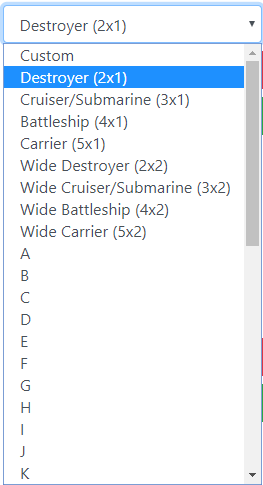 Destroyer (2x1)
Custom
Destroyer (2x1)
Cruiser/Submarine (3x1)
Battleship (4x1)
Carrier (5x1)
Wide Destroyer (2x2)
Wide Cruiser/Submarine (3x2)
Wide Battleship (4x2)
Wide Carrier (5x2)
A
B
C
D
E
F
G
H
I
J
K